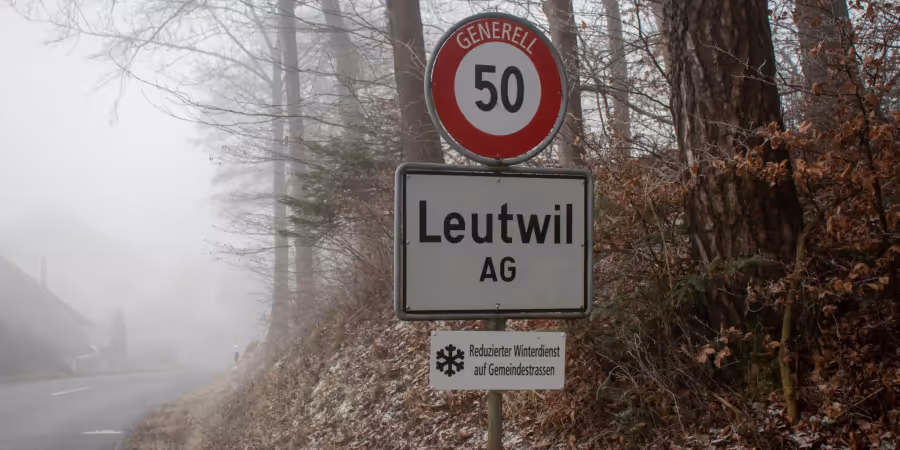 GENERELL
50
Leutwil
AG
Reduzierter Winterdienst
auf Gemeindestrassen